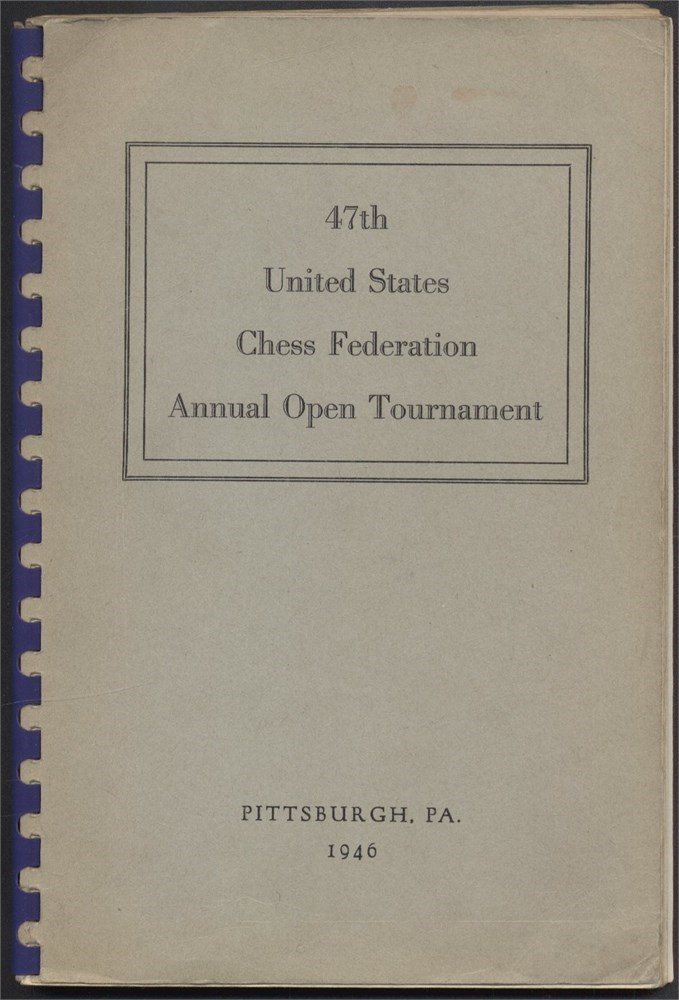 47th
United States
Chess Federation
Annual Open Tournament
PITTSBURGH, PA.
1946